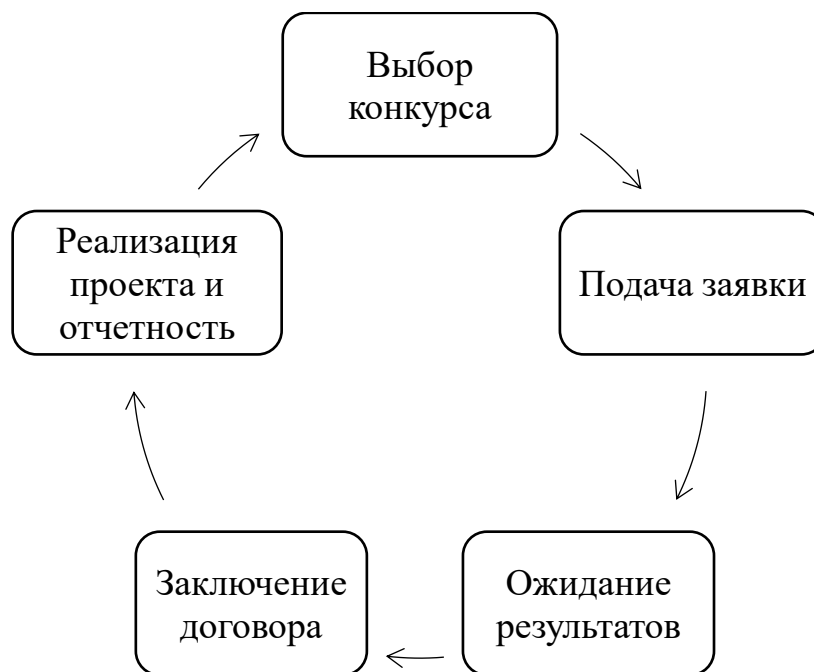 Выбор
конкурса
Подача заявки
Ожидание
результатов
Заключение
договора
Реализация
проекта и
отчетность